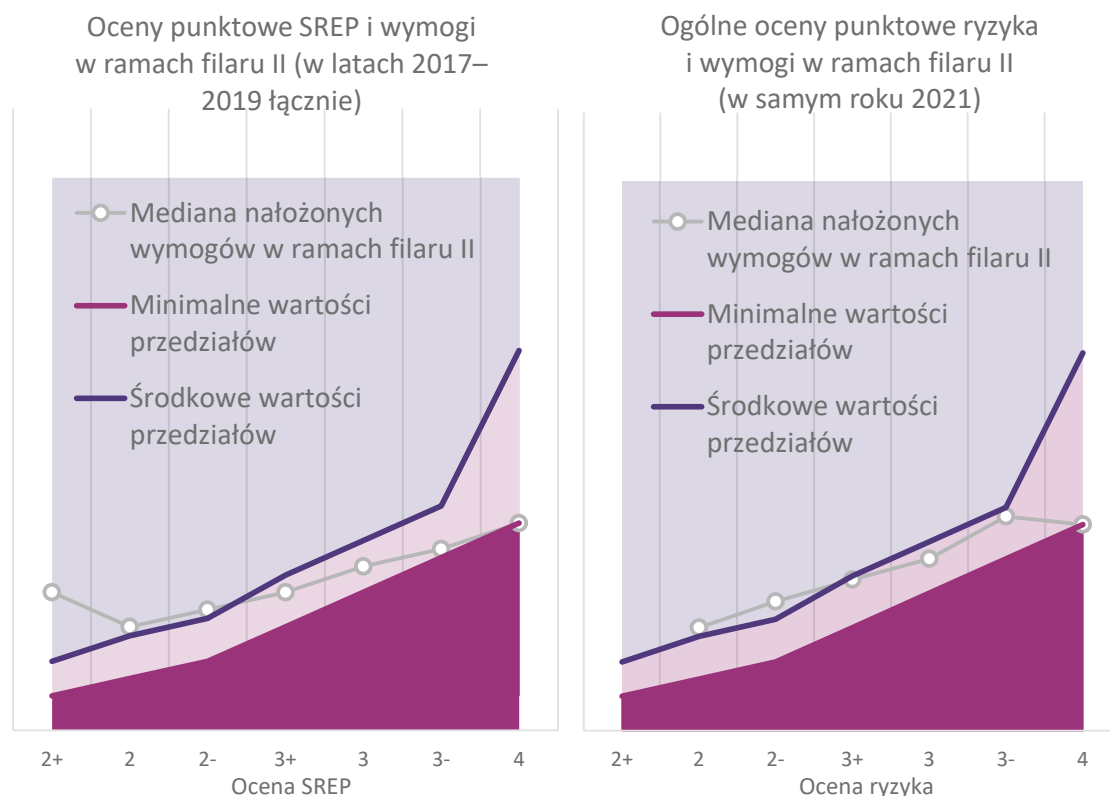 Oceny punktowe SREP i wymogi
w ramach filaru II (w latach 2017–
2019 łącznie)
Mediana nałożonych
wymogów w ramach filaru II
Minimalne wartości
przedziałów
Środkowe wartości
przedziałów
2+ 2 2- 3+ 3 3- 4
Ocena SREP
Ogólne oceny punktowe ryzyka
i wymogi w ramach filaru II
(w samym roku 2021)
Mediana nałożonych
wymogów w ramach filaru II
Minimalne wartości
przedziałów
Środkowe wartości
przedziałów
2+ 2 2- 3+ 3 3- 4
Ocena ryzyka